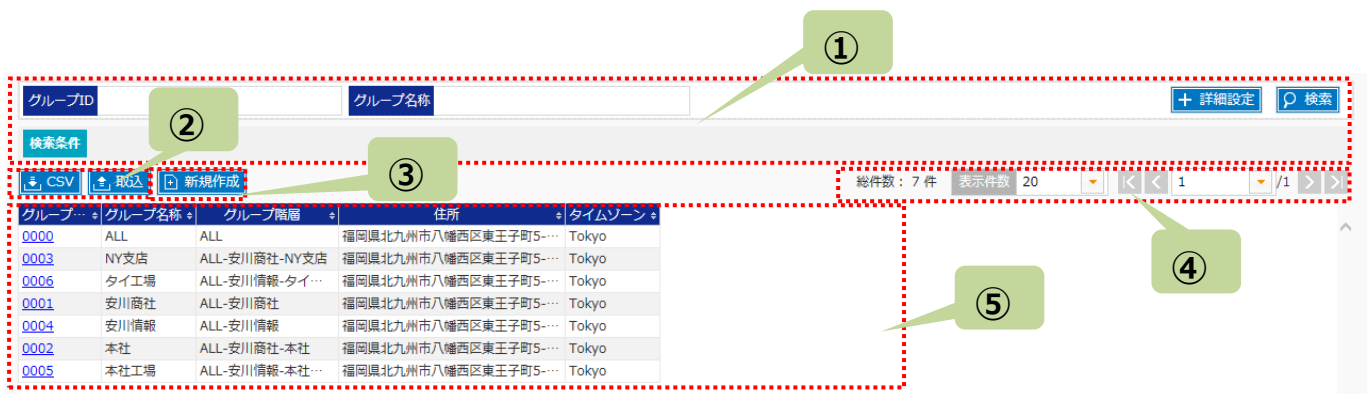 ①
グループID グループ名称 + 詳細設定 検索
②
検索条件
③
CSV 取込 新規作成 総件数： 7 件 表示件数 20 1 /1
グループ… グループ名称 グループ階層 住所 タイムゾーン
0000 ALL ALL 福岡県北九州市八幡西区東王子町5-… Tokyo
0003 NY支店 ALL-安川商社-NY支店 福岡県北九州市八幡西区東王子町5-… Tokyo
④
0006 タイ工場 ALL-安川情報-タイ… 福岡県北九州市八幡西区東王子町5-… Tokyo
0001 安川商社 ALL-安川商社 福岡県北九州市八幡西区東王子町5-… Tokyo
⑤
0004 安川情報 ALL-安川情報 福岡県北九州市八幡西区東王子町5-… Tokyo
0002 本社 ALL-安川商社-本社 福岡県北九州市八幡西区東王子町5-… Tokyo
0005 本社工場 ALL-安川情報-本社… 福岡県北九州市八幡西区東王子町5-… Tokyo